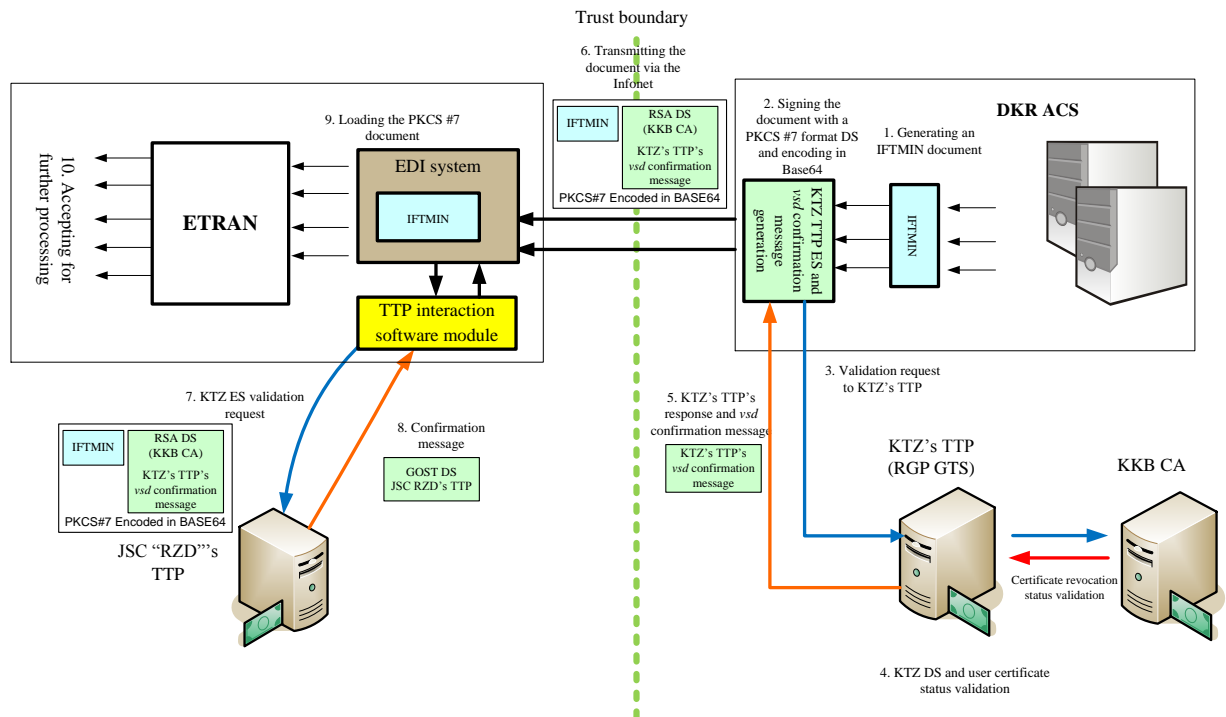 Trust boundary
6. Transmitting the
document via the
Infonet
IFTMIN
RSA DS
(KKB CA)
KTZ's TTP's
vsd confirmation
message
PKCS#7 Encoded in BASE64
DKR ACS
2. Signing the
document with a
PKCS #7 format DS
and encoding in
Base64
1. Generating an
IFTMIN document
KTZ TTP ES and
vsd confirmation
message
generation
IFTMIN
9. Loading the PKCS #7
document
EDI system
IFTMIN
ETRAN
10. Accepting for
further processing
TTP interaction
software module
3. Validation request
to KTZ's TTP
7. KTZ ES validation
request
IFTMIN
RSA DS
(KKB CA)
KTZ's TTP's
vsd confirmation
message
PKCS#7 Encoded in BASE64
JSC “RZD”'s
TTP
8. Confirmation
message
GOST DS
JSC RZD's TTP
5. KTZ's TTP's
response and vsd
confirmation message
KTZ's TTP's
vsd confirmation
message
KTZ's TTP
(RGP GTS)
KKB CA
Certificate revocation
status validation
4. KTZ DS and user certificate
status validation